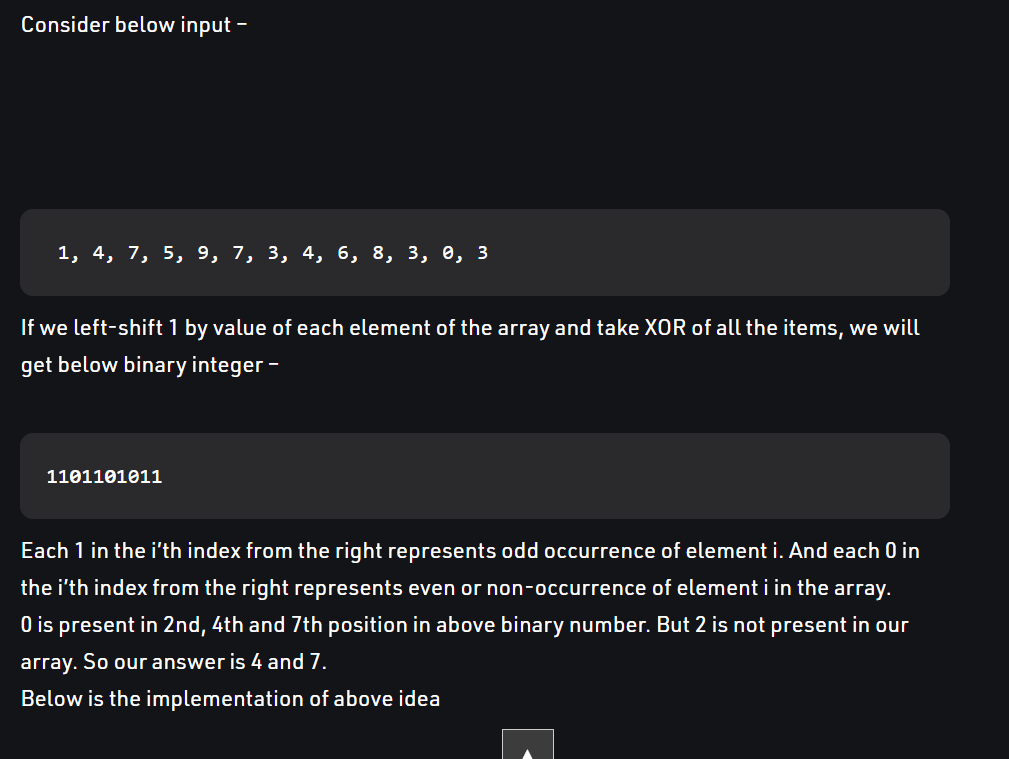 Consider below input –
1, 4, 7, 5, 9, 7, 3, 4, 6, 8, 3, 0, 3
If we left-shift 1 by value of each element of the array and take XOR of all the items, we will
get below binary integer –
1101101011
Each 1 in the i’th index from the right represents odd occurrence of element i. And each 0 in
the i’th index from the right represents even or non-occurrence of element i in the array.
0 is present in 2nd, 4th and 7th position in above binary number. But 2 is not present in our
array. So our answer is 4 and 7.
Below is the implementation of above idea